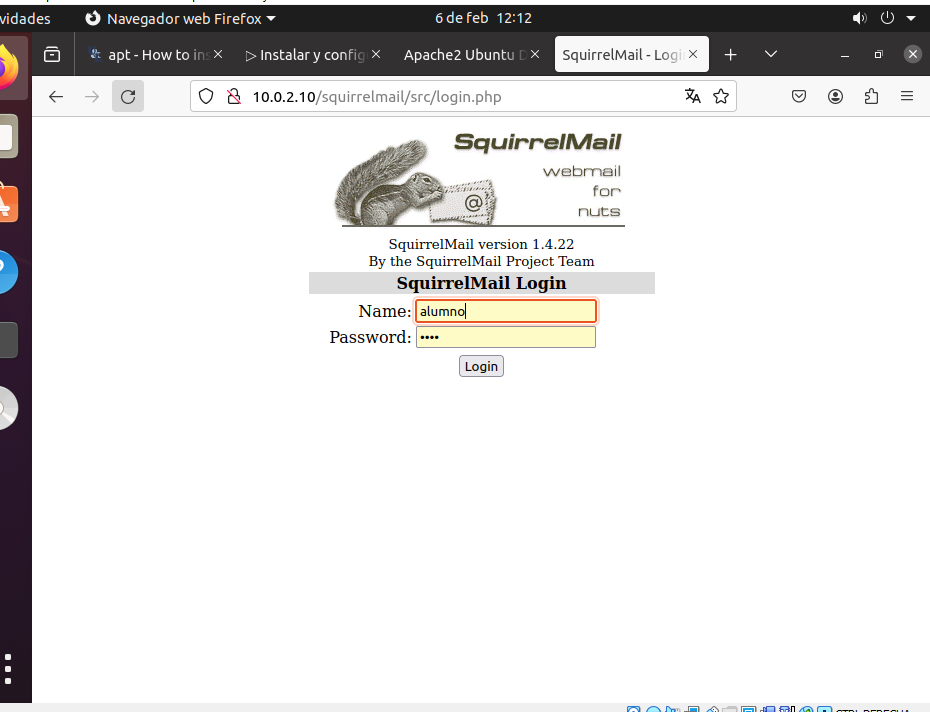 vidades
Navegador web Firefox
6 de feb 12:12
apt - How to ins
Instalar y config
Apache2 Ubuntu D
SquirrelMail - Login
10.0.2.10/squirrelmail/src/login.php
SquirrelMail
webmail
for
nuts
@
SquirrelMail version 1.4.22
By the SquirrelMail Project Team
SquirrelMail Login
Name: alumno
Password: ••••
Login